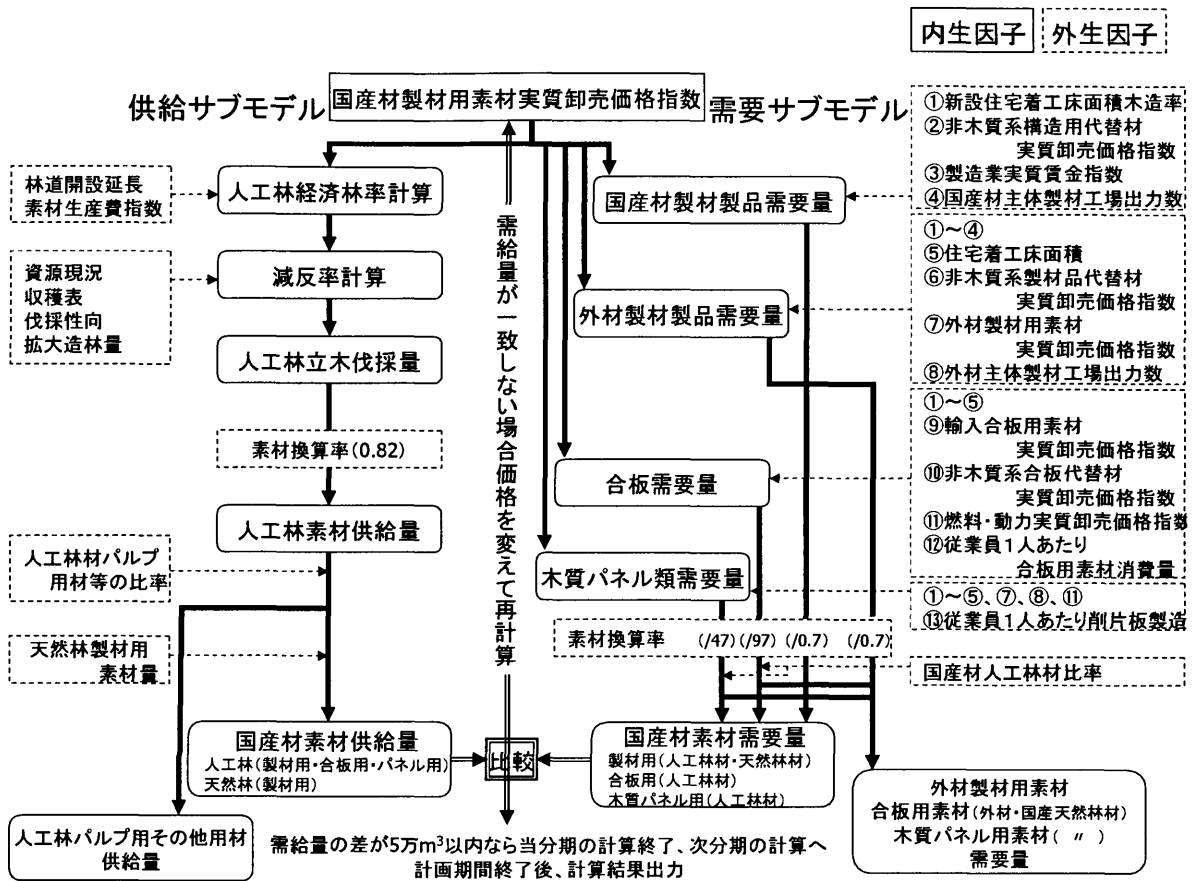 内生因子
外生因子
供給サブモデル
国産材製材用素材実質卸売価格指数
需要サブモデル
林道開設延長
素材生産費指数
人工林経済林率計算
資源現況
収穫表
伐採性向
拡大造林量
減反率計算
人工林立木伐採量
素材換算率(0.82)
人工林素材供給量
人工林材パルプ
用材等の比率
天然林製材用
素材量
国産材素材供給量
人工林(製材用・合板用・パネル用)
天然林(製材用)
人工林パルプ用その他用材
供給量
需給量が一致しない場合価格を変えて再計算
比較
需給量の差が5万m³以内なら当分期の計算終了、次分期の計算へ
計画期間終了後、計算結果出力
国産材製材製品需要量
外材製材製品需要量
合板需要量
木質パネル類需要量
素材換算率 (/47)(/97)(/0.7) (/0.7)
国産材素材需要量
製材用(人工林材・天然林材)
合板用(人工林材)
木質パネル用(人工林材)
①新設住宅着工床面積木造率
②非木質系構造用代替材
実質卸売価格指数
③製造業実質賃金指数
④国産材主体製材工場出力数
①~④
⑤住宅着工床面積
⑥非木質系製材品代替材
実質卸売価格指数
⑦外材製材用素材
実質卸売価格指数
⑧外材主体製材工場出力数
①~⑤
⑨輸入合板用素材
実質卸売価格指数
⑩非木質系合板代替材
実質卸売価格指数
⑪燃料・動力実質卸売価格指数
⑫従業員1人あたり
合板用素材消費量
①~⑤、⑦、⑧、⑪
⑬従業員1人あたり削片板製造
国産材人工林材比率
外材製材用素材
合板用素材(外材・国産天然林材)
木質パネル用素材( 〃 )
需要量